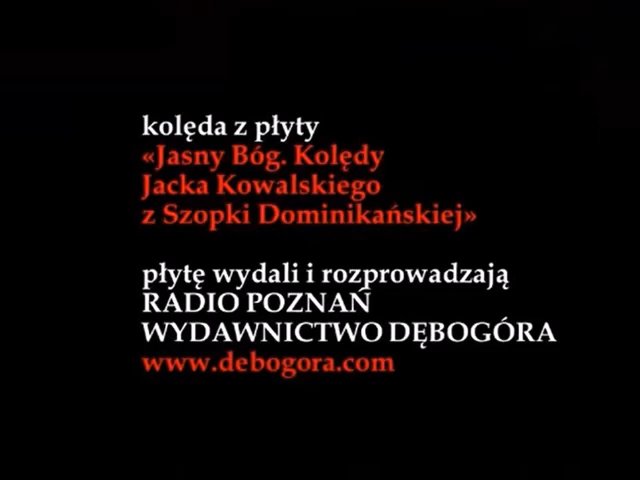 kolęda z płyty
«Jasny Bóg. Kolędy
Jacka Kowalskiego
z Szopki Dominikańskiej»
płytę wydali i rozprowadzają
RADIO POZNAŃ
WYDAWNICTWO DĘBOGÓRA
www.debogora.com